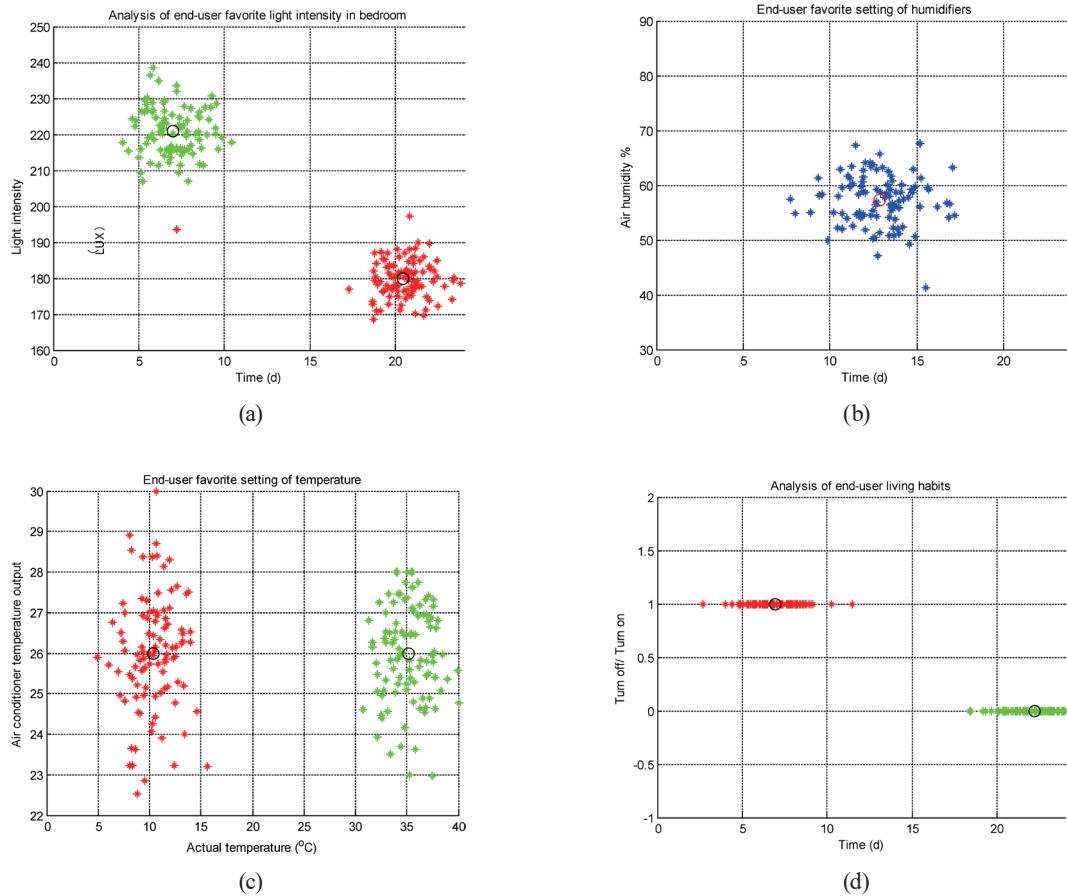 Analysis of end-user favorite light intensity in bedroom
250
240
230
220
210
200
190
180
170
160
Light intensity
(LUX)
0 5 10 15 20
Time (d)
(a)
End-user favorite setting of humidifiers
90
80
70
60
50
40
30
Air humidity %
0 5 10 15 20
Time (d)
(b)
End-user favorite setting of temperature
30
29
28
27
26
25
24
23
22
Air conditioner temperature output
0 5 10 15 20 25 30 35 40
Actual temperature (⁰C)
(c)
Analysis of end-user living habits
2
1.5
1
0.5
0
-0.5
-1
Turn off/ Turn on
0 5 10 15 20
Time (d)
(d)